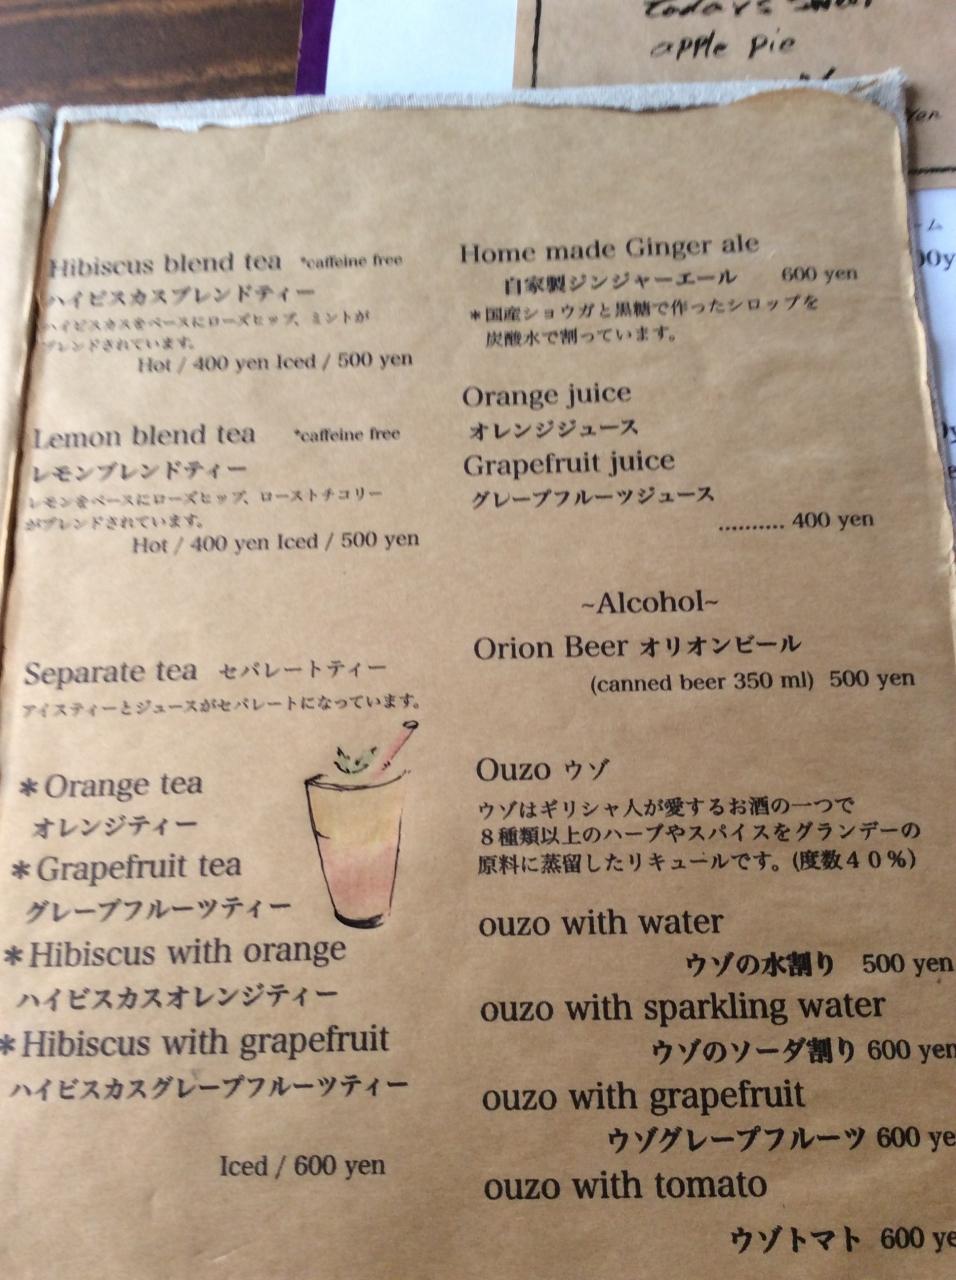 today's
apple pie
Hibiscus blend tea *caffeine free
ハイビスカスブレンドティー
ハイビスカスをベースにローズヒップ、ミントが
ブレンドされています。
Hot / 400 yen Iced / 500 yen
Lemon blend tea *caffeine free
レモンブレンドティー
レモンをベースにローズヒップ、ローストチコリー
がブレンドされています。
Hot / 400 yen Iced / 500 yen
Separate tea セパレートティー
アイスティーとジュースがセパレートになっています。
*Orange tea
オレンジティー
*Grapefruit tea
グレープフルーツティー
*Hibiscus with orange
ハイビスカスオレンジティー
*Hibiscus with grapefruit
ハイビスカスグレープフルーツティー
Iced / 600 yen
Home made Ginger ale
自家製ジンジャーエール 600 yen
*国産ショウガと黒糖で作ったシロップを
炭酸水で割っています。
Orange juice
オレンジジュース
Grapefruit juice
グレープフルーツジュース
.......... 400 yen
~Alcohol~
Orion Beer オリオンビール
(canned beer 350 ml) 500 yen
Ouzo ウゾ
ウゾはギリシャ人が愛するお酒の一つで
8種類以上のハーブやスパイスをグランデーの
原料に蒸留したリキュールです。(度数40%)
ouzo with water
ウゾの水割り 500 yen
ouzo with sparkling water
ウゾのソーダ割り 600 yen
ouzo with grapefruit
ウゾグレープフルーツ 600 ye
ouzo with tomato
ウゾトマト 600 ye